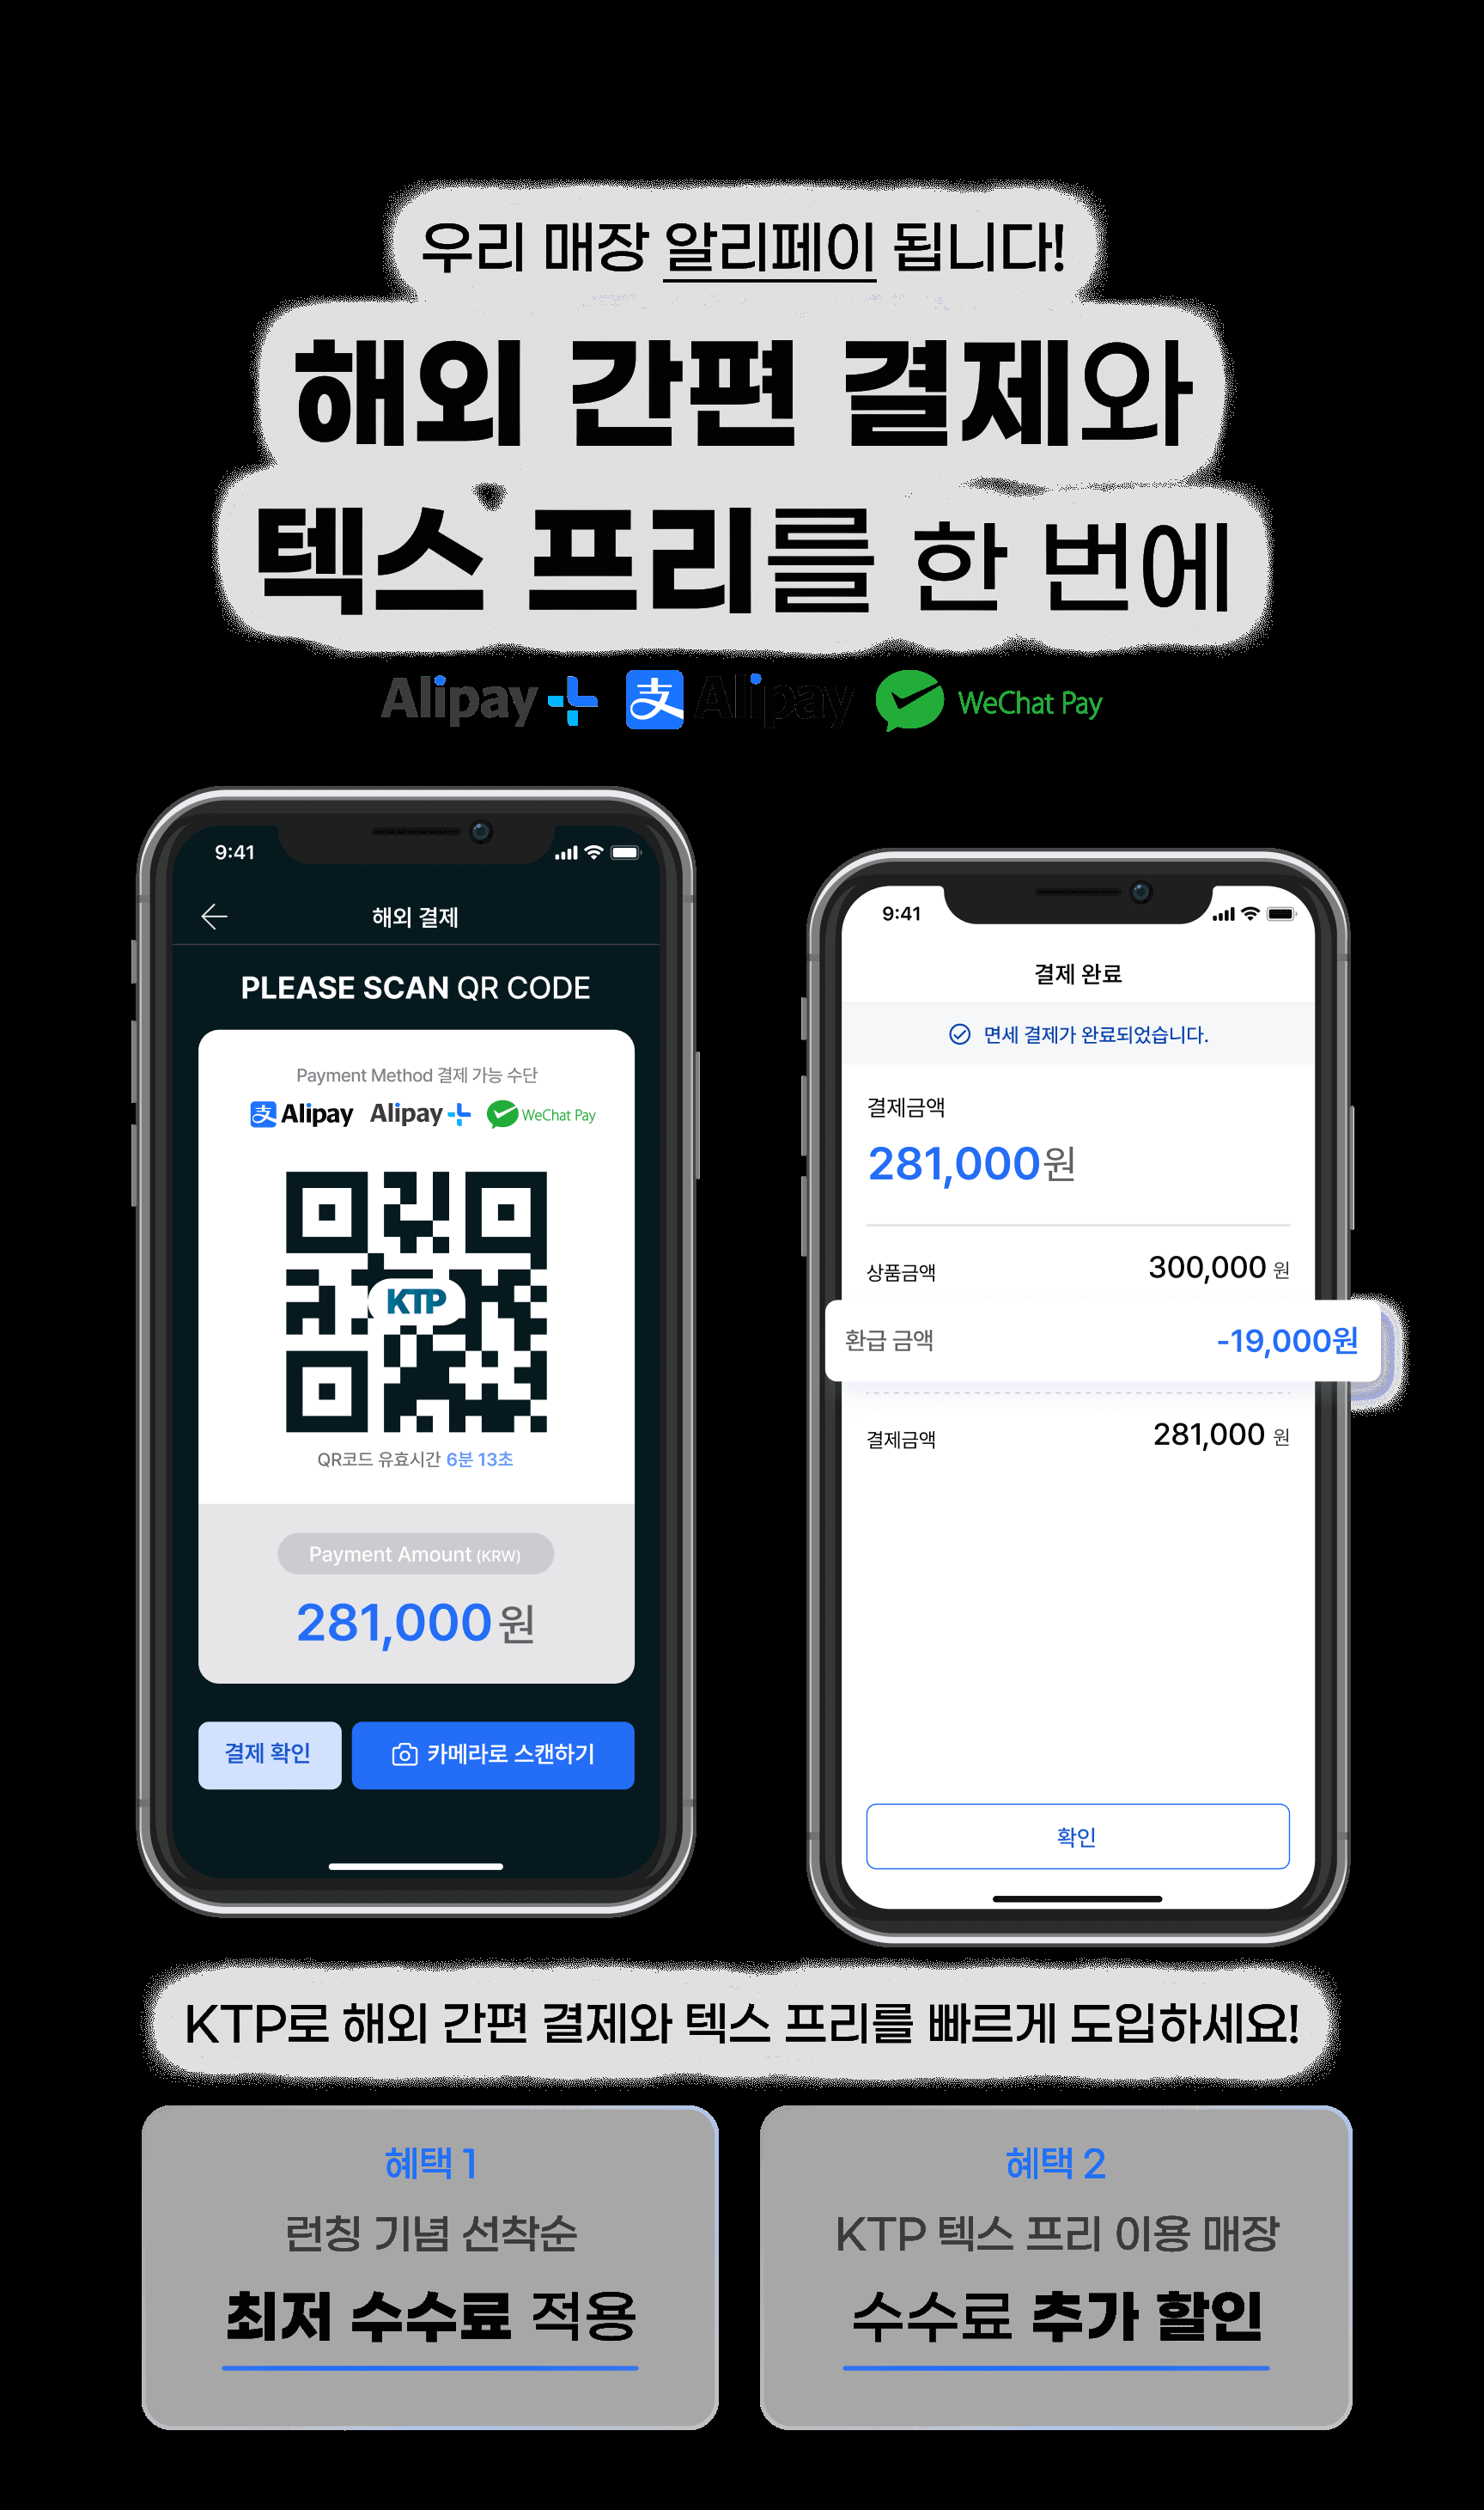 우리 매장 알리페이 됩니다!
해외 간편 결제와
텍스 프리를 한 번에
Alipay+ 支 Alipay WeChat Pay
9:41
해외 결제
PLEASE SCAN QR CODE
Payment Method 결제 가능 수단
支 Alipay Alipay+ WeChat Pay
KTP
QR코드 유효시간 6분 13초
Payment Amount (KRW)
281,000원
결제 확인
카메라로 스캔하기
9:41
결제 완료
면세 결제가 완료되었습니다.
결제금액
281,000원
상품금액 300,000 원
환급 금액 -19,000원
결제금액 281,000 원
확인
KTP로 해외 간편 결제와 텍스 프리를 빠르게 도입하세요!
혜택 1
런칭 기념 선착순
최저 수수료 적용
혜택 2
KTP 텍스 프리 이용 매장
수수료 추가 할인